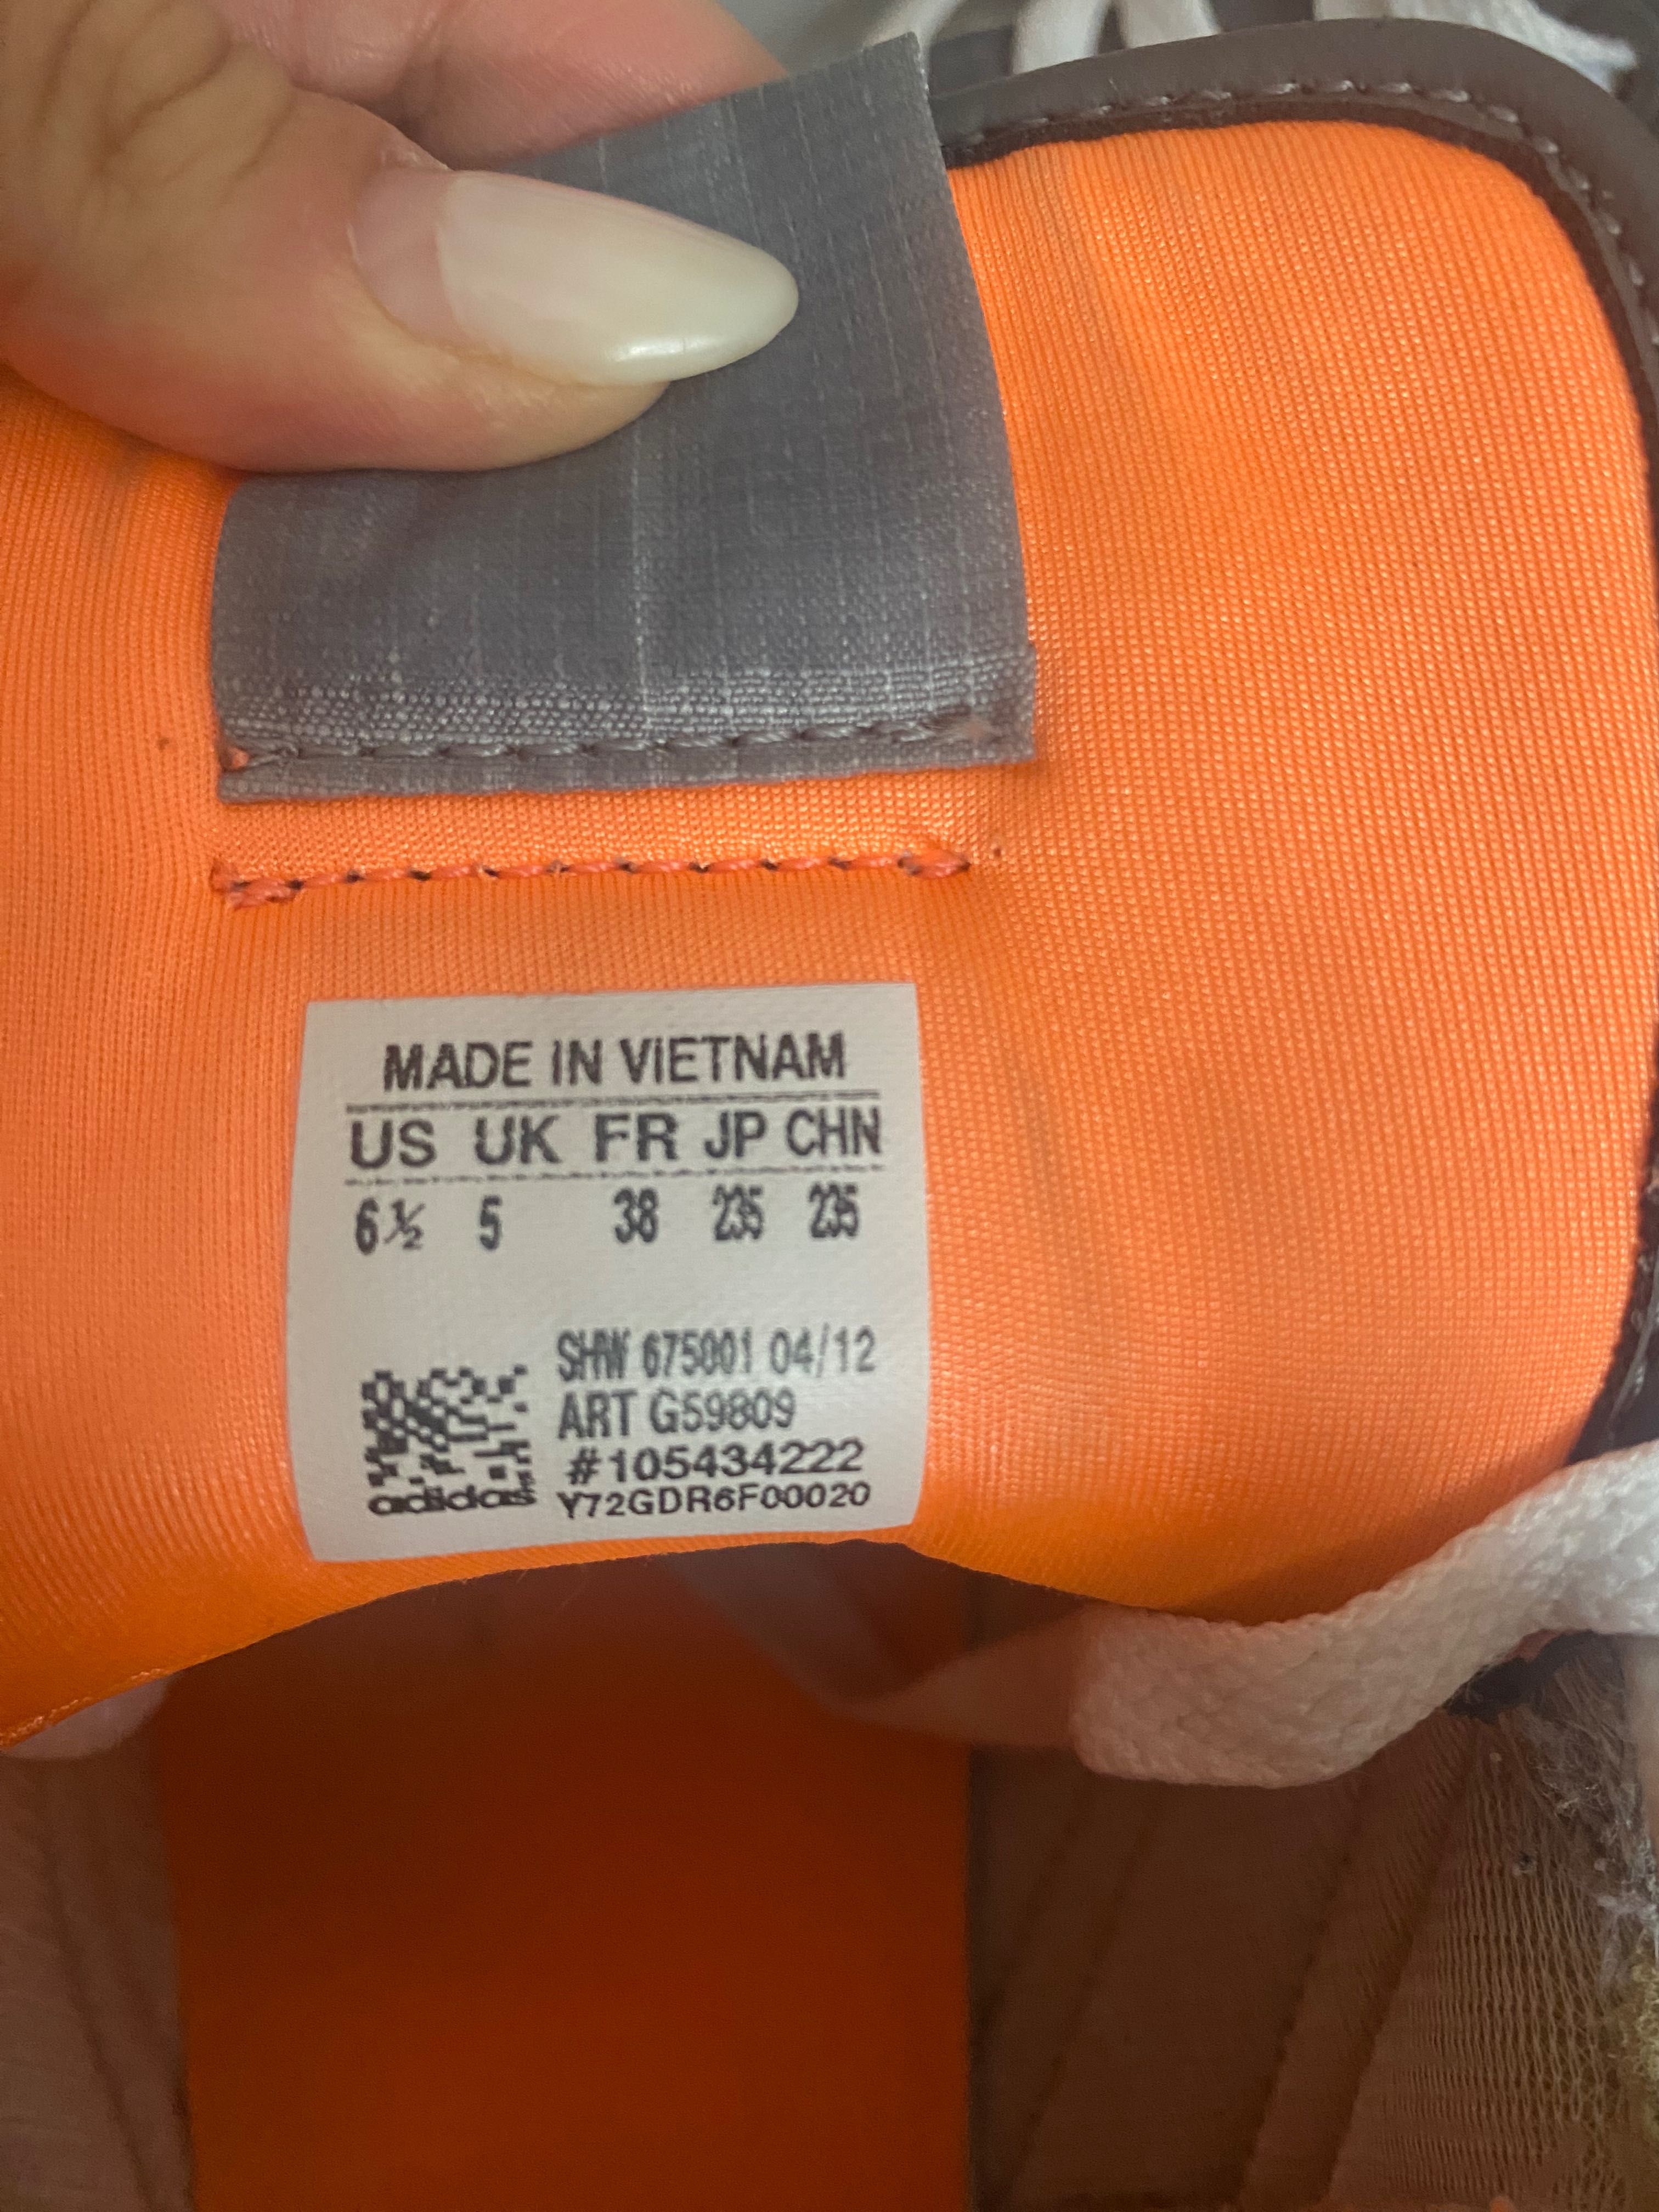 MADE IN VIETNAM
US UK FR JP CHN
6½ 5 38 235 235
SHW 675001 04/12
ART G59809
#105434222
adidas Y72GDR6F00020